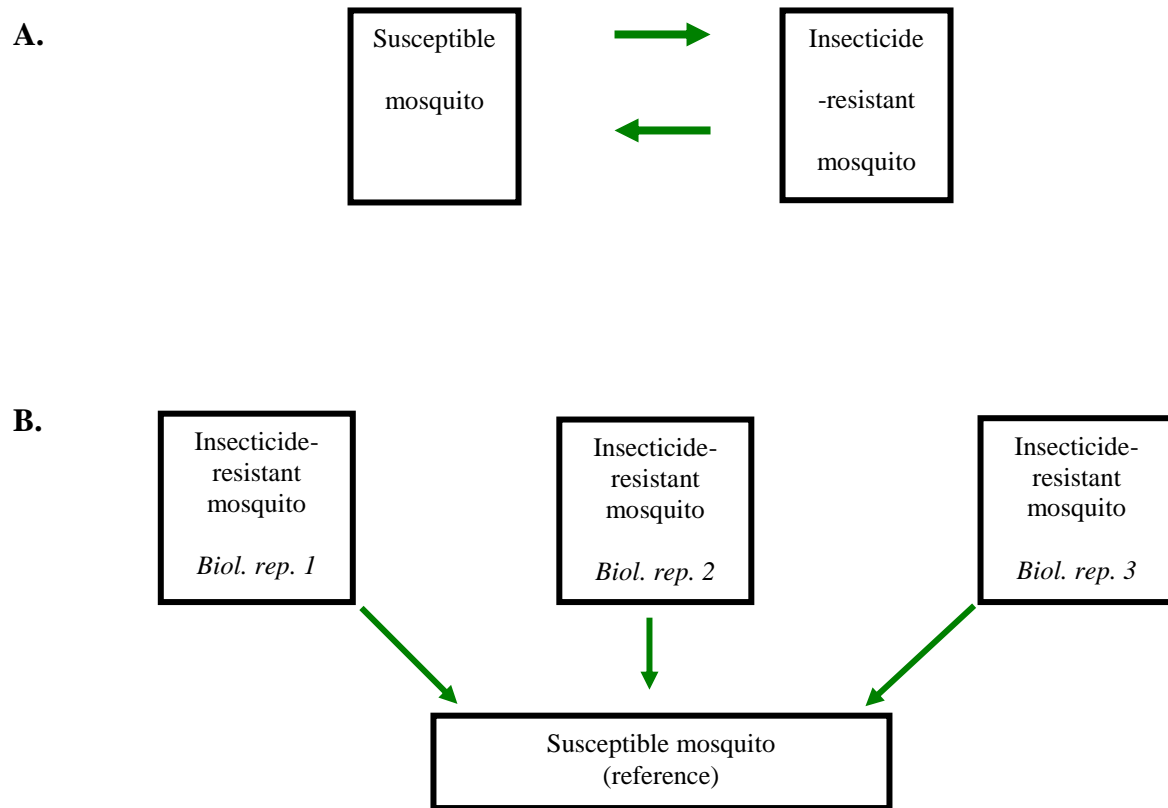 A.
Susceptible
mosquito
Insecticide
-resistant
mosquito
B.
Insecticide-
resistant
mosquito
Biol. rep. 1
Insecticide-
resistant
mosquito
Biol. rep. 2
Insecticide-
resistant
mosquito
Biol. rep. 3
Susceptible mosquito
(reference)